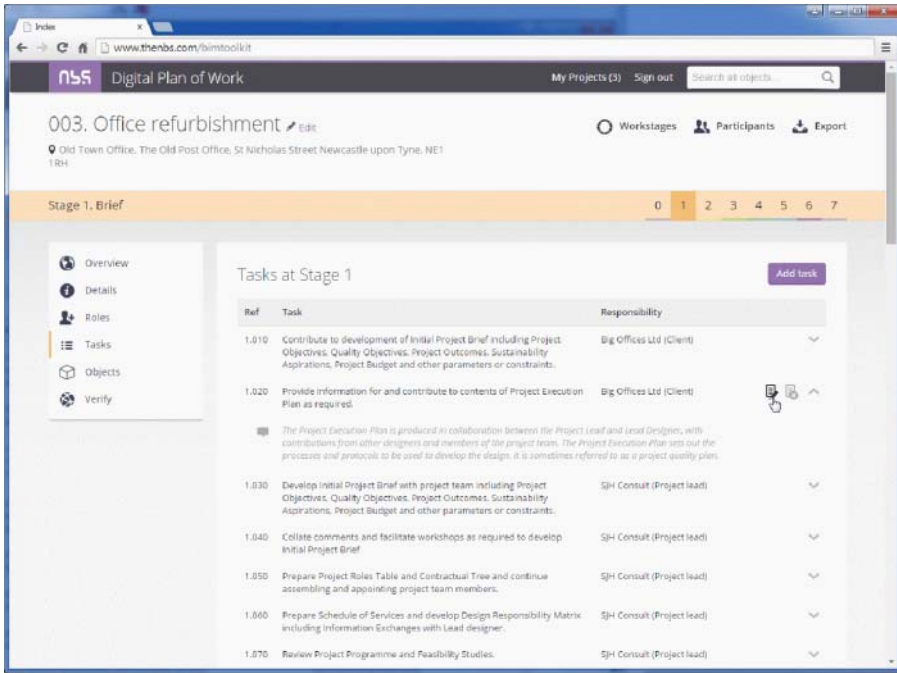 Index
www.thenbs.com/bimtoolkit
nbs Digital Plan of Work My Projects (3) Sign out Search all objects...
003. Office refurbishment Edit Workstages Participants Export
Old Town Office, The Old Post Office, St Nicholas Street Newcastle upon Tyne, NE1
1RH
Stage 1. Brief 0 1 2 3 4 5 6 7
Overview
Details
Roles
Tasks
Objects
Verify
Tasks at Stage 1 Add task
Ref Task Responsibility
1.010 Contribute to development of Initial Project Brief including Project Big Offices Ltd (Client)
Objectives, Quality Objectives, Project Outcomes, Sustainability
Aspirations, Project Budget and other parameters or constraints.
1.020 Provide information for and contribute to contents of Project Execution Big Offices Ltd (Client)
Plan as required.
The Project Execution Plan is produced in collaboration between the Project Lead and Lead Designer, with
contributions from other designers and members of the project team. The Project Execution Plan sets out the
processes and protocols to be used to develop the design. It is sometimes referred to as a project quality plan.
1.030 Develop Initial Project Brief with project team including Project SJH Consult (Project lead)
Objectives, Quality Objectives, Project Outcomes, Sustainability
Aspirations, Project Budget and other parameters or constraints.
1.040 Collate comments and facilitate workshops as required to develop SJH Consult (Project lead)
Initial Project Brief
1.050 Prepare Project Roles Table and Contractual Tree and continue SJH Consult (Project lead)
assembling and appointing project team members.
1.060 Prepare Schedule of Services and develop Design Responsibility Matrix SJH Consult (Project lead)
including Information Exchanges with Lead designer.
1.070 Review Project Programme and Feasibility Studies. SJH Consult (Project lead)